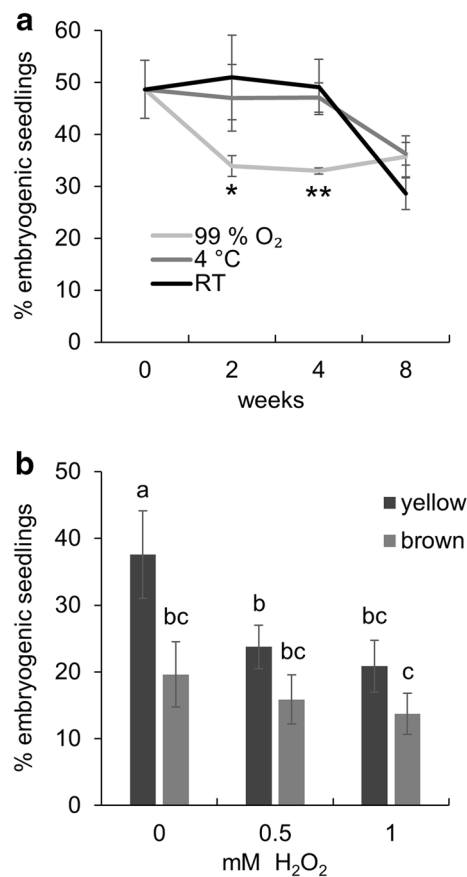 a
% embryogenic seedlings
60
50
40
30
20
10
0
* **
99 % O₂
4 °C
RT
0 2 4 8
weeks
b
% embryogenic seedlings
50
40
30
20
10
0
a
bc
b
bc
bc
c
yellow
brown
0 0.5 1
mM H₂O₂